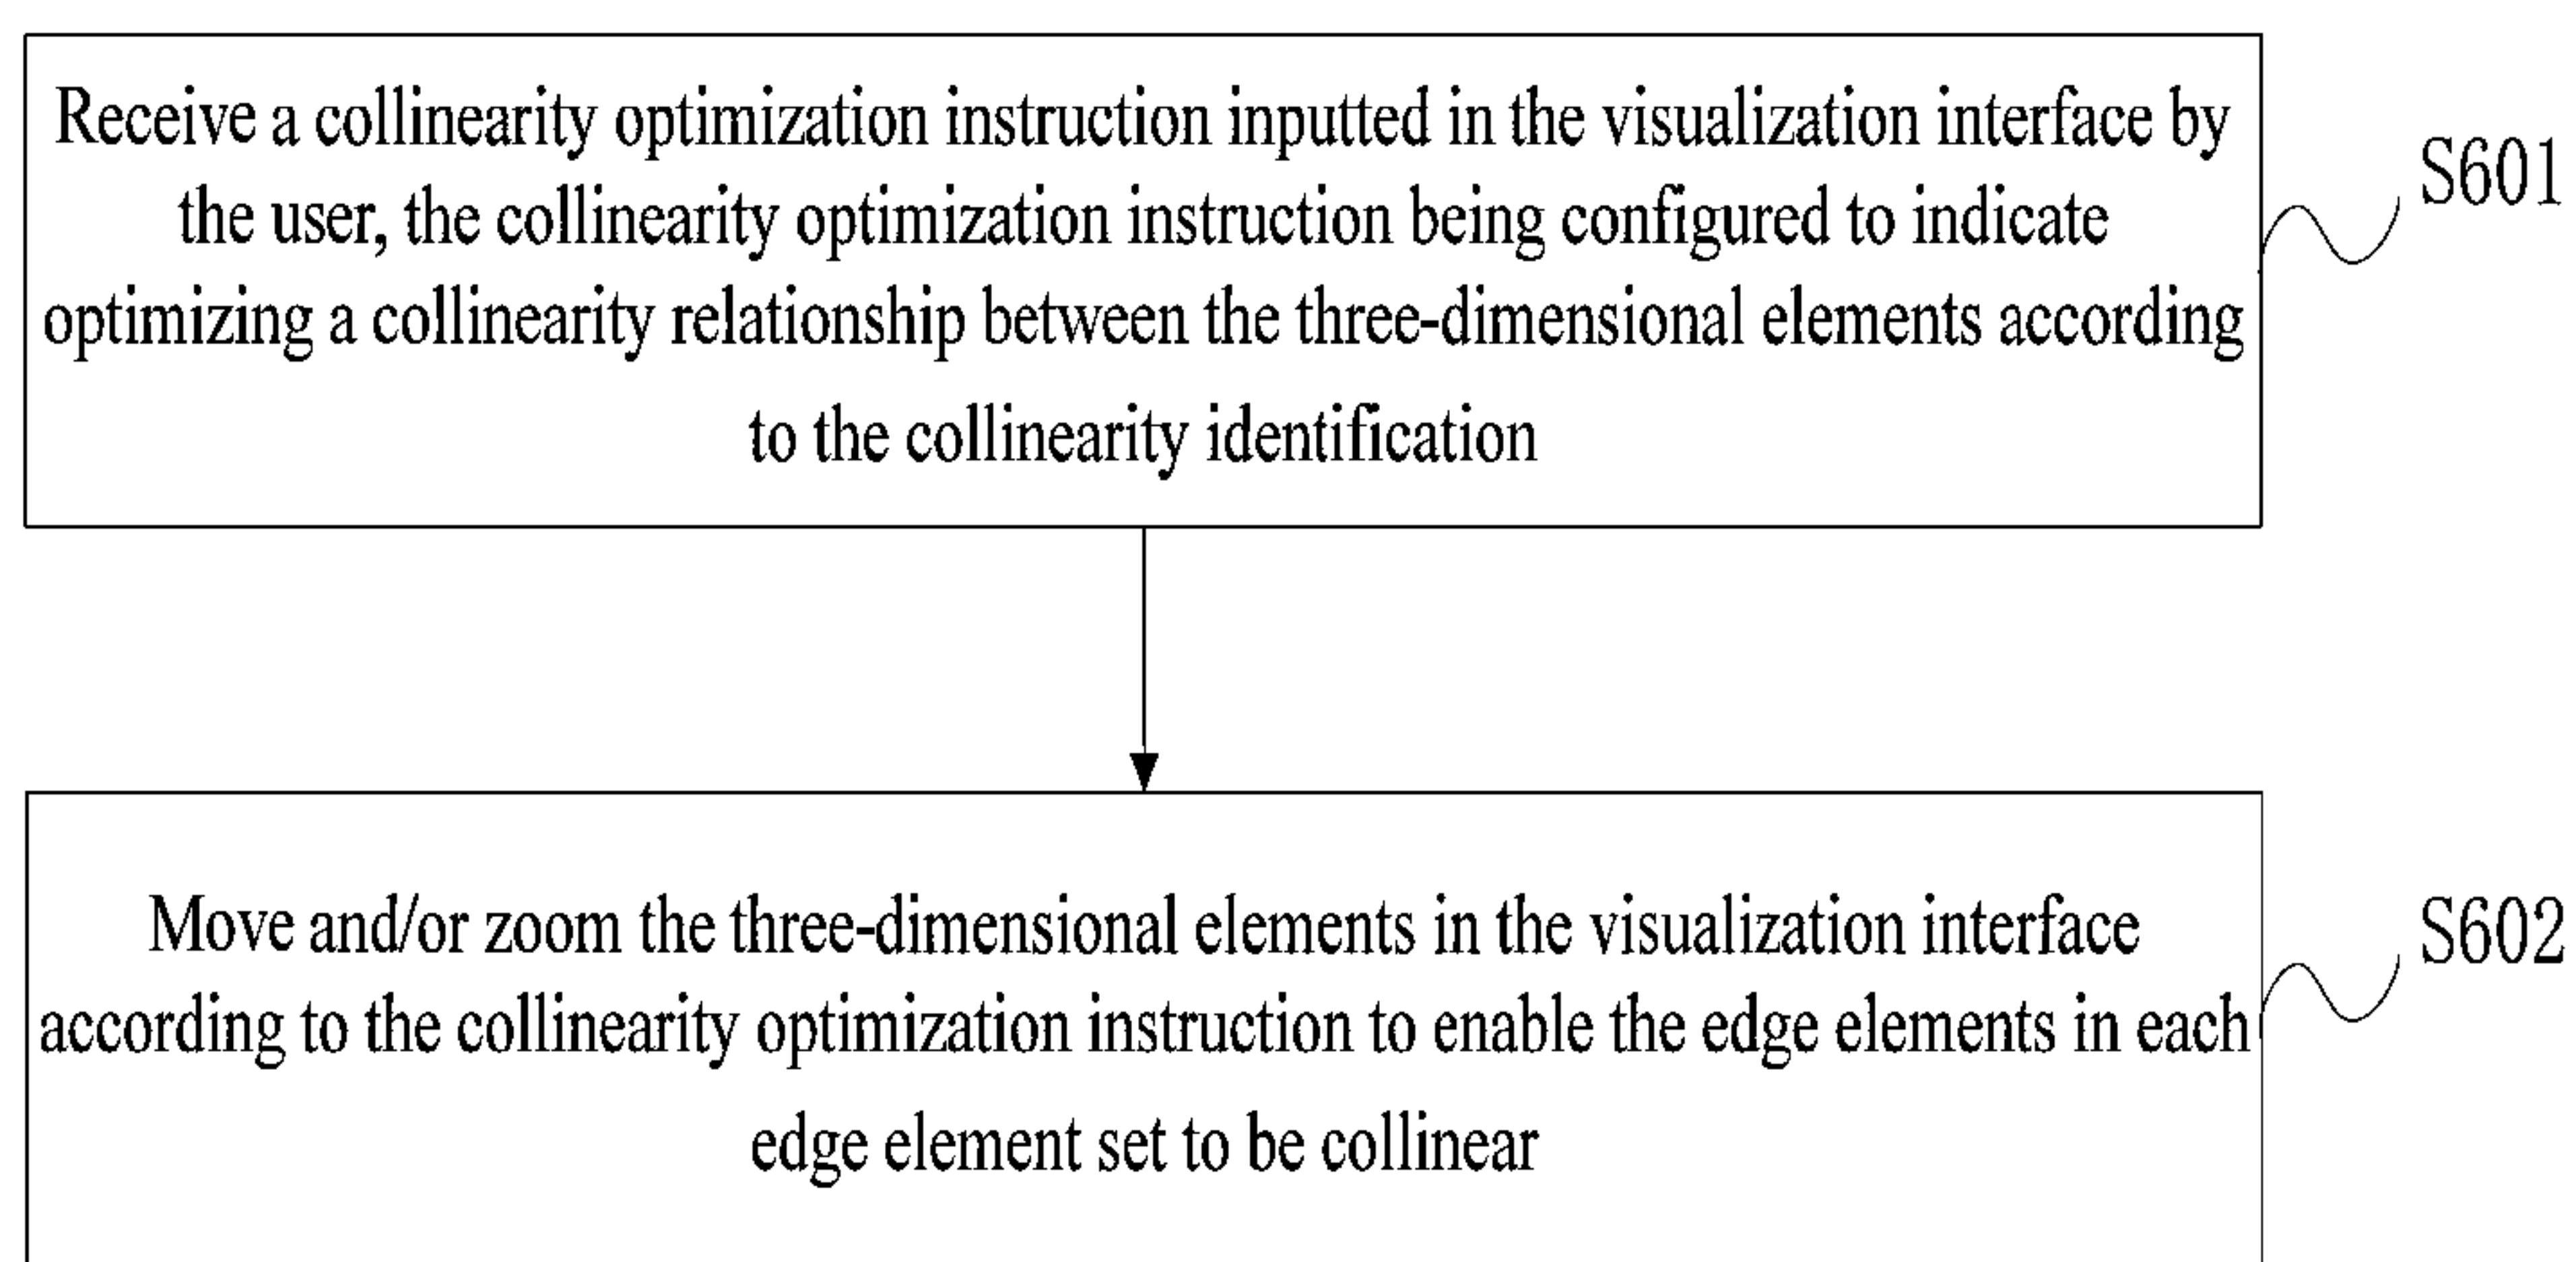 Receive a collinearity optimization instruction inputted in the visualization interface by
the user, the collinearity optimization instruction being configured to indicate
optimizing a collinearity relationship between the three-dimensional elements according
to the collinearity identification
S601
Move and/or zoom the three-dimensional elements in the visualization interface
according to the collinearity optimization instruction to enable the edge elements in each
edge element set to be collinear
S602